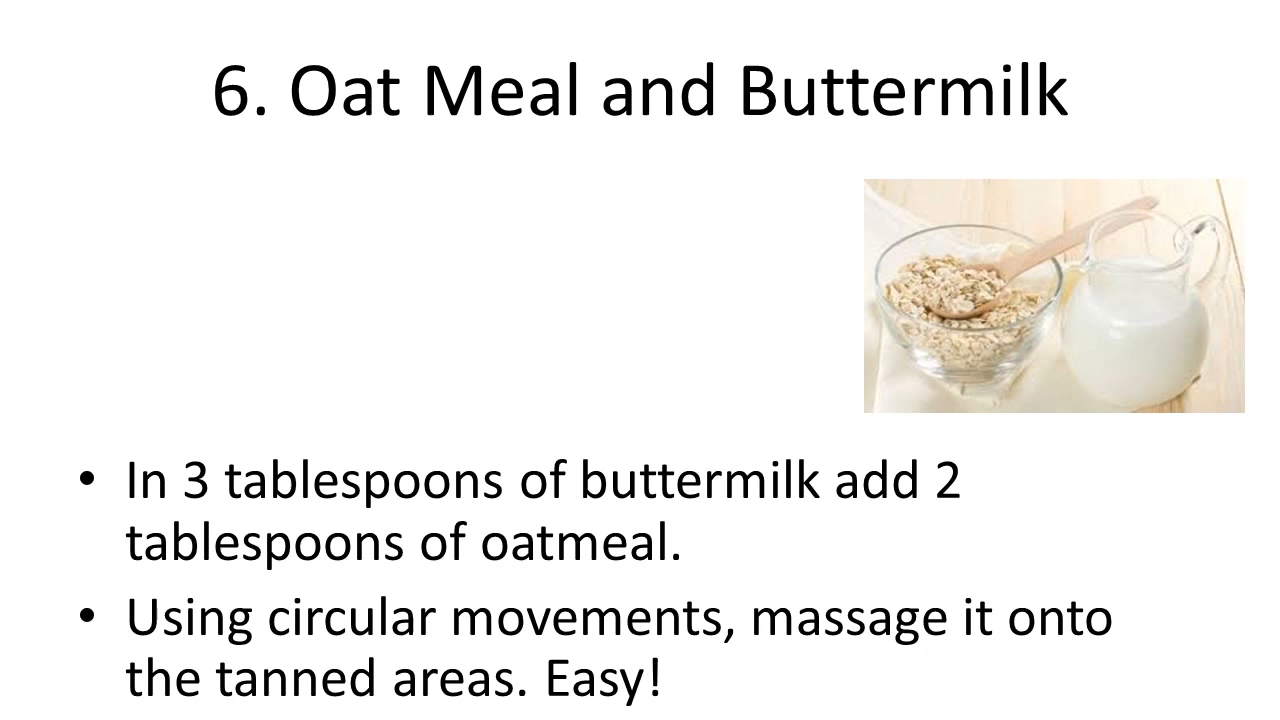 6. Oat Meal and Buttermilk
• In 3 tablespoons of buttermilk add 2
tablespoons of oatmeal.
• Using circular movements, massage it onto
the tanned areas. Easy!